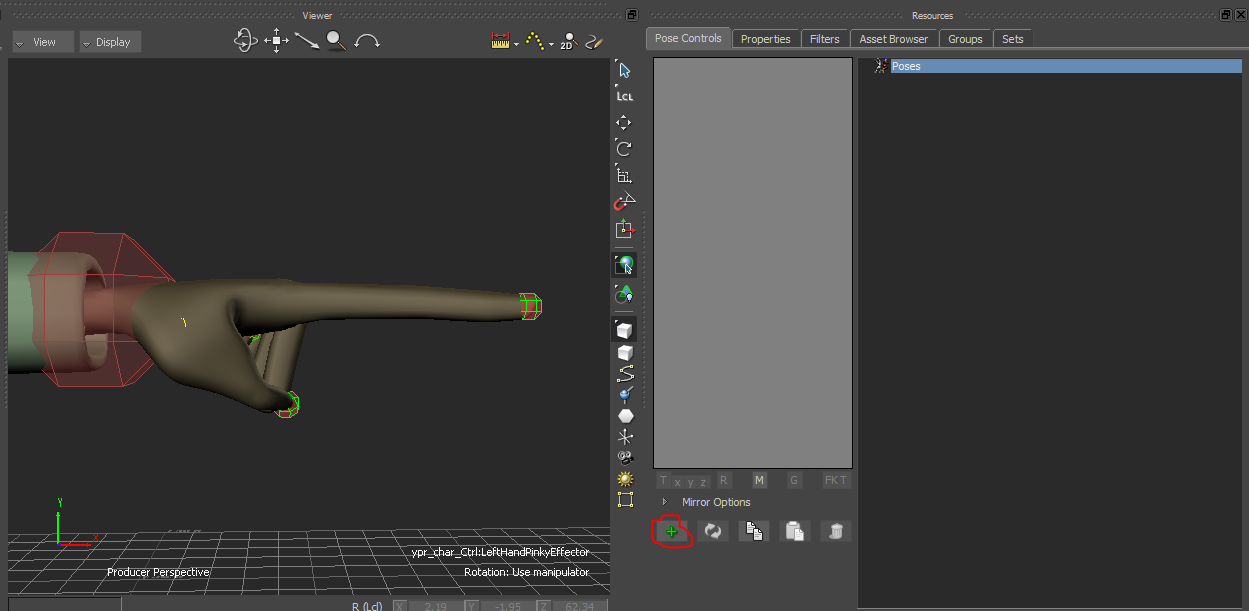 Viewer
Resources
View
Display
2D
Pose Controls
Properties
Filters
Asset Browser
Groups
Sets
LCL
Poses
T x y z R M G FK T
Mirror Options
Y
x
ypr_char_Ctrl:LeftHandPinkyEffector
Producer Perspective
Rotation: Use manipulator
R (Lcl) X 2.19 Y -1.95 Z 62.34